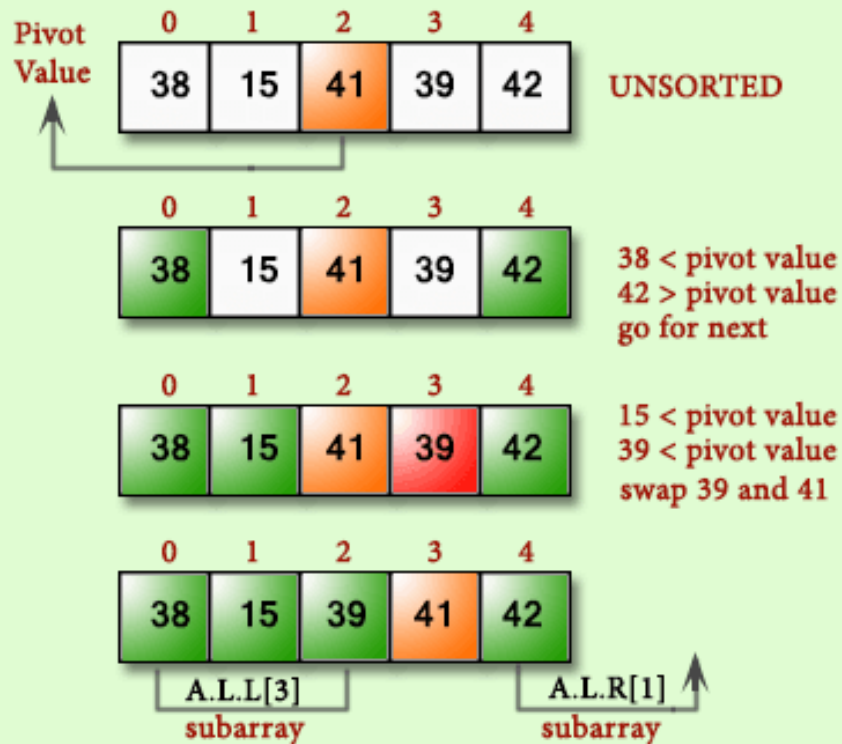 0 1 2 3 4
Pivot
Value
38 15 41 39 42
UNSORTED
0 1 2 3 4
38 15 41 39 42
38 < pivot value
42 > pivot value
go for next
0 1 2 3 4
38 15 41 39 42
15 < pivot value
39 < pivot value
swap 39 and 41
0 1 2 3 4
38 15 39 41 42
A.L.L[3] A.L.R[1]
subarray subarray